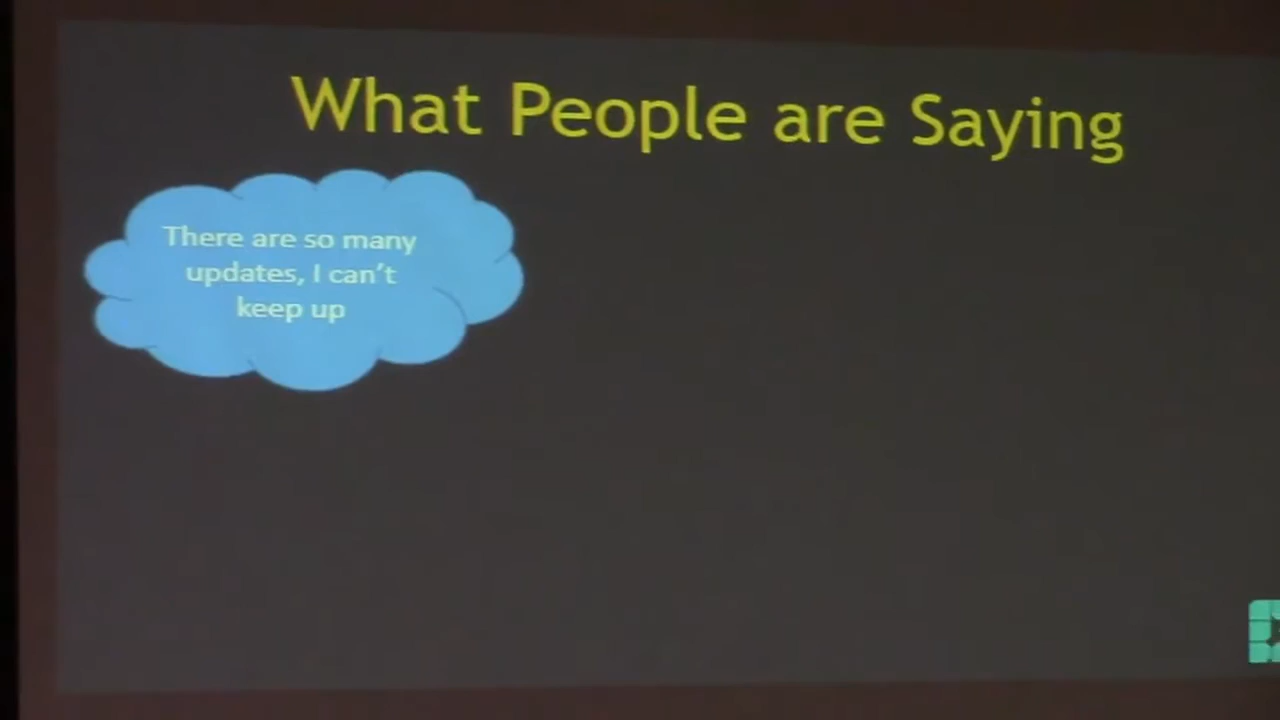 What People are Saying
There are so many
updates, I can't
keep up